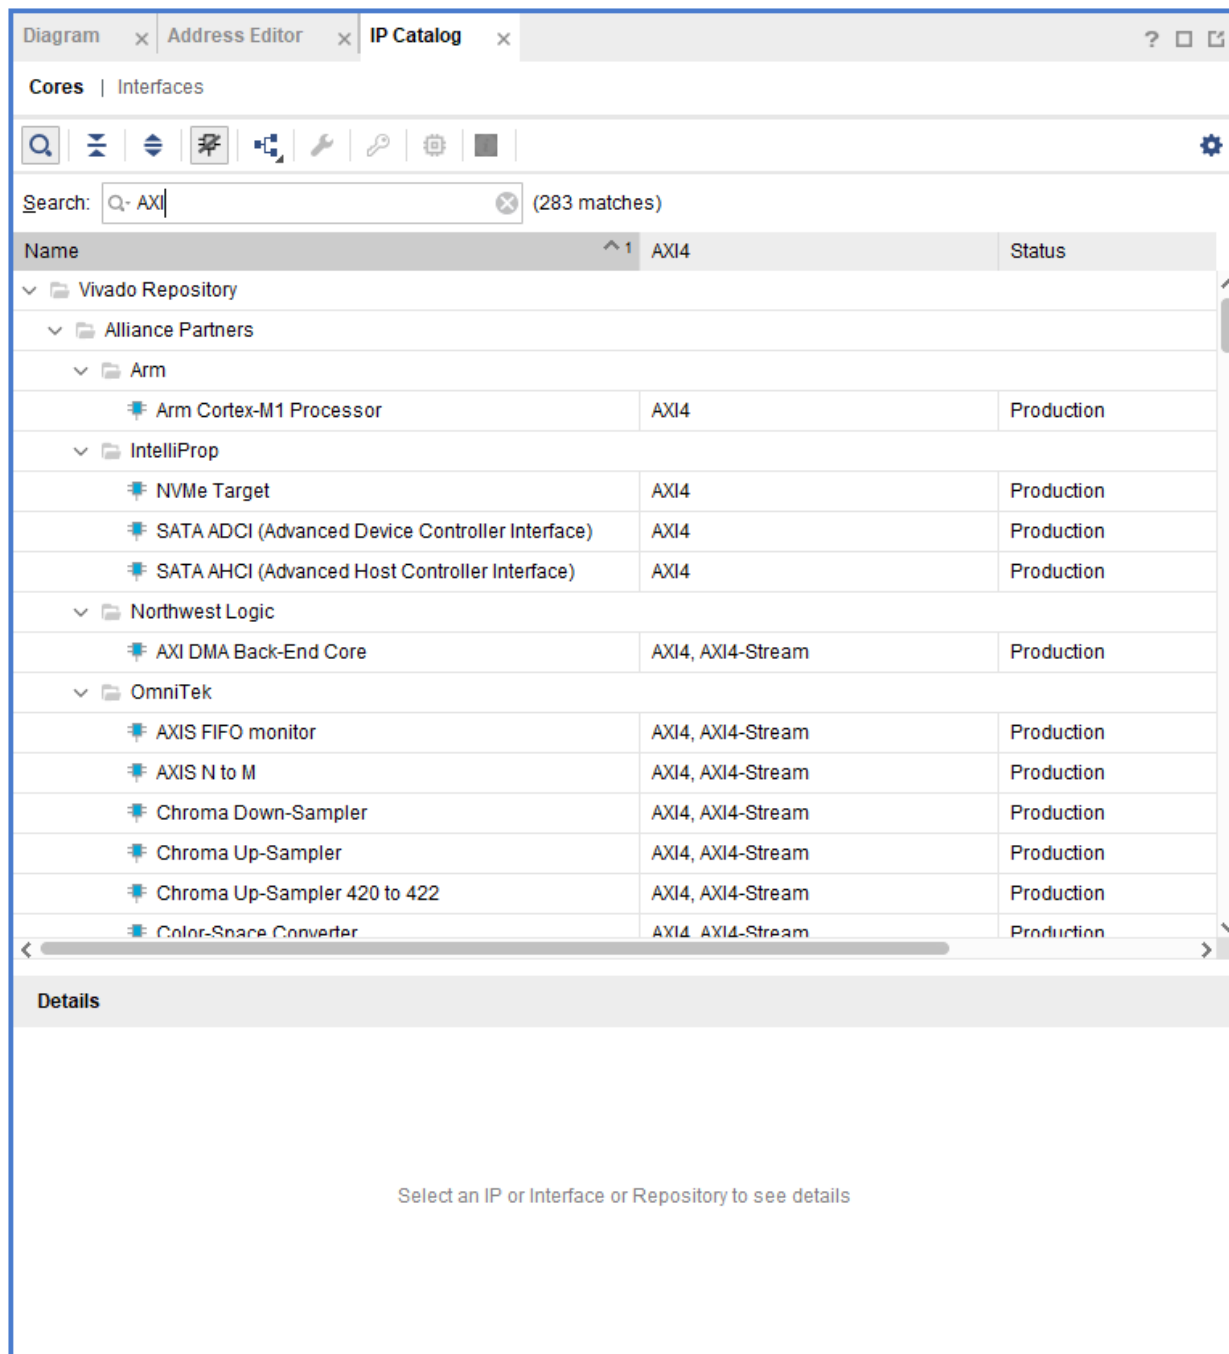 Diagram Address Editor IP Catalog ?
Cores | Interfaces
Search: AXI (283 matches)
Name 1 AXI4 Status
Vivado Repository
Alliance Partners
Arm
Arm Cortex-M1 Processor AXI4 Production
IntelliProp
NVMe Target AXI4 Production
SATA ADCI (Advanced Device Controller Interface) AXI4 Production
SATA AHCI (Advanced Host Controller Interface) AXI4 Production
Northwest Logic
AXI DMA Back-End Core AXI4, AXI4-Stream Production
OmniTek
AXIS FIFO monitor AXI4, AXI4-Stream Production
AXIS N to M AXI4, AXI4-Stream Production
Chroma Down-Sampler AXI4, AXI4-Stream Production
Chroma Up-Sampler AXI4, AXI4-Stream Production
Chroma Up-Sampler 420 to 422 AXI4, AXI4-Stream Production
Color-Space Converter AXI4, AXI4-Stream Production
Details
Select an IP or Interface or Repository to see details